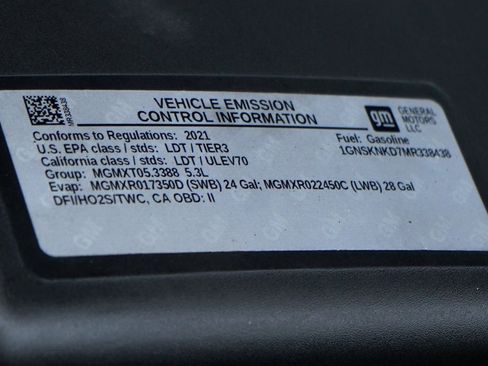 VEHICLE EMISSION
CONTROL INFORMATION
gm
GENERAL
MOTORS
LLC
MR338438
Conforms to Regulations: 2021
Fuel: Gasoline
U.S. EPA class / stds: LDT / TIER3
1GNSKNKD7MR338438
California class / stds: LDT / ULEV70
Group: MGMXT05.3388 5.3L
Evap: MGMXR017350D (SWB) 24 Gal; MGMXR022450C (LWB) 28 Gal
DFI/HO2S/TWC, CA OBD: II